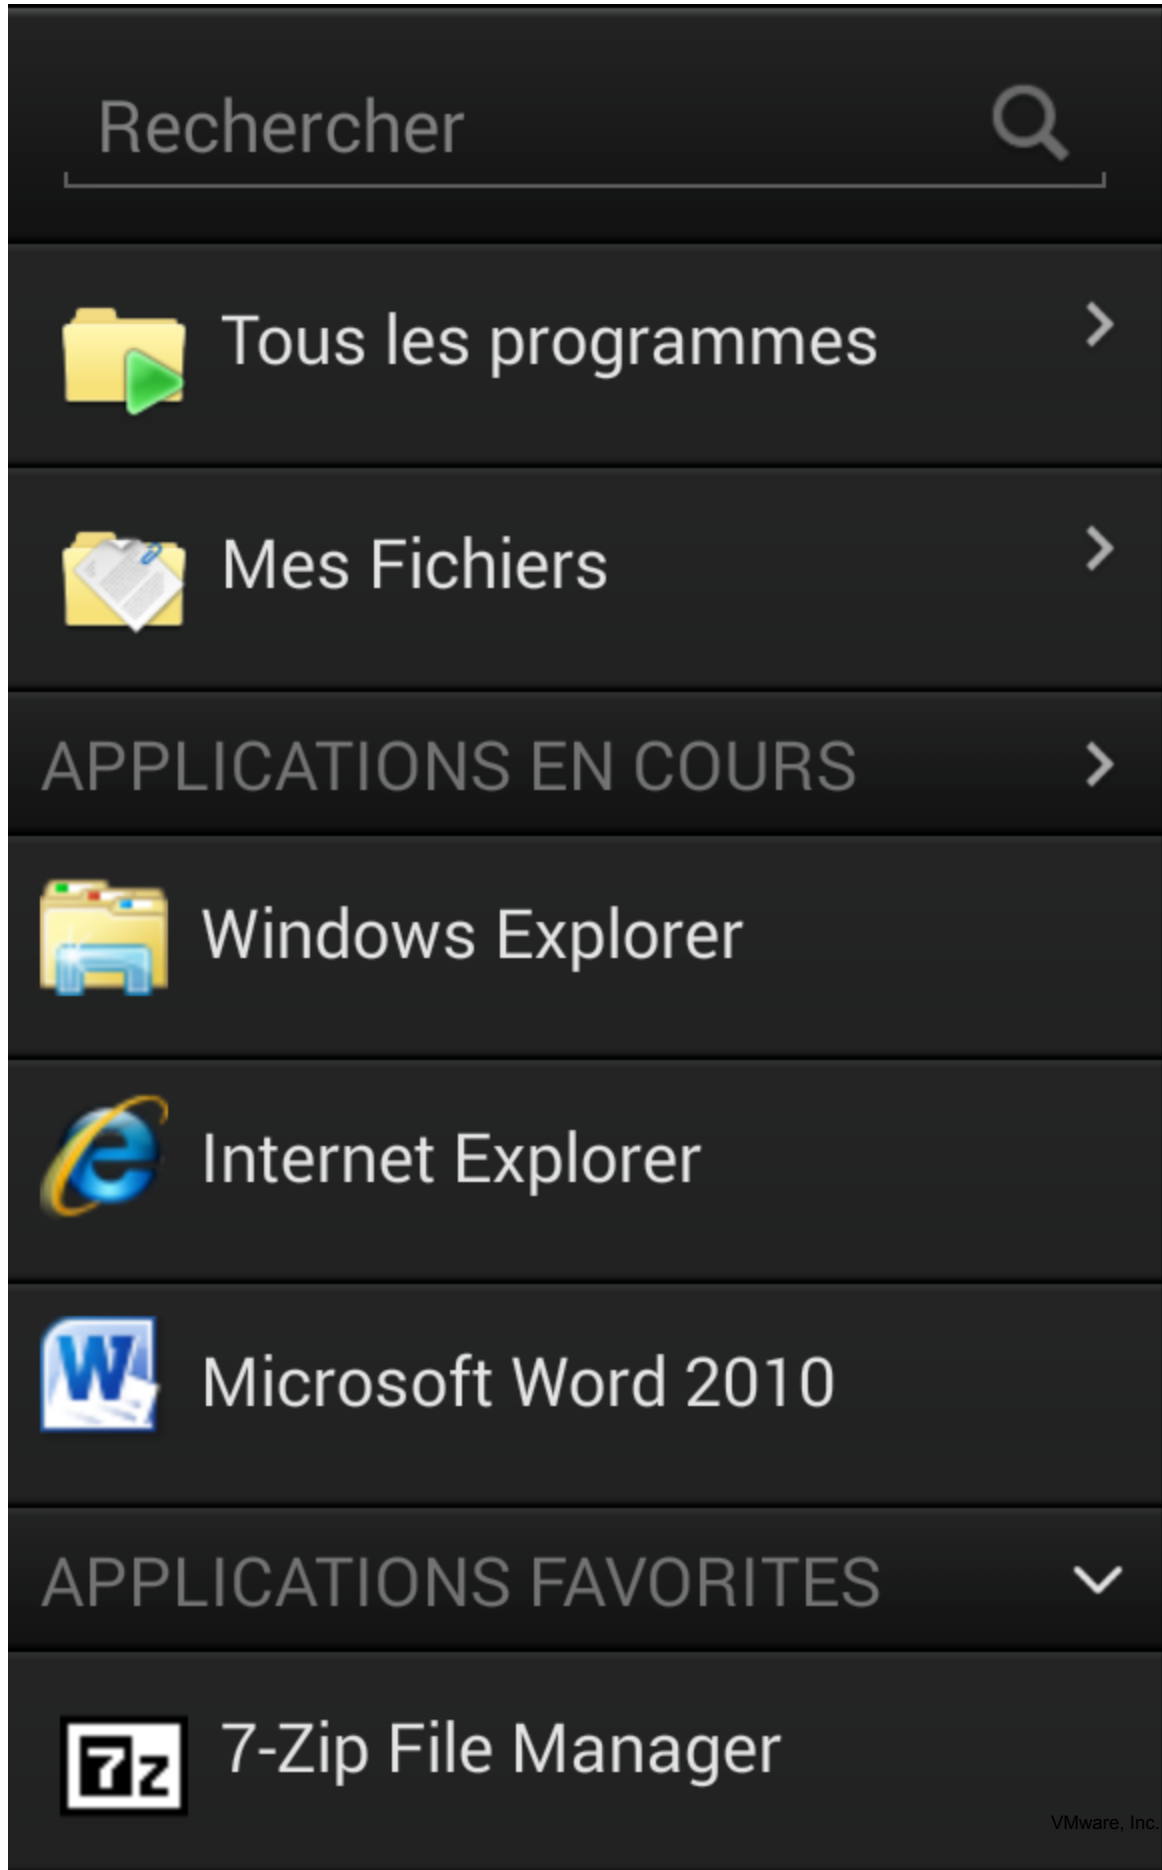 Rechercher
Tous les programmes
Mes Fichiers
APPLICATIONS EN COURS
Windows Explorer
Internet Explorer
W
Microsoft Word 2010
APPLICATIONS FAVORITES
7z
7-Zip File Manager
VMware, Inc.